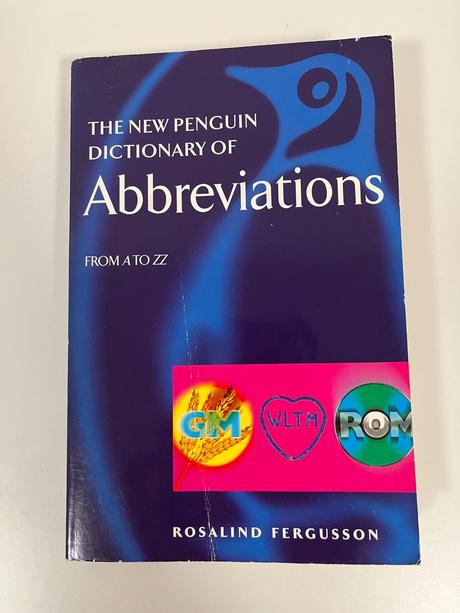 THE NEW PENGUIN
DICTIONARY OF
Abbreviations
FROM A TO ZZ
GM
WLTM
ROM
ROSALIND FERGUSSON